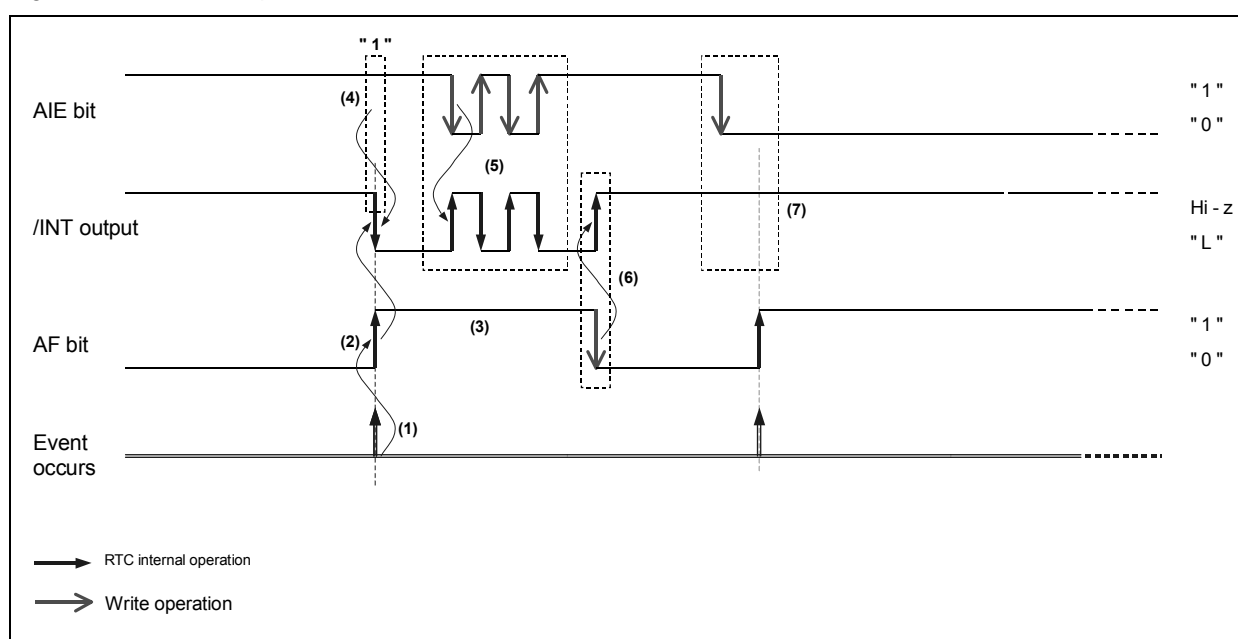 " 1 "
AIE bit
(4)
(5)
" 1 "
" 0 "
/INT output
(7)
Hi - z
" L "
(6)
AF bit
(2)
(3)
" 1 "
" 0 "
Event
occurs
(1)
RTC internal operation
Write operation